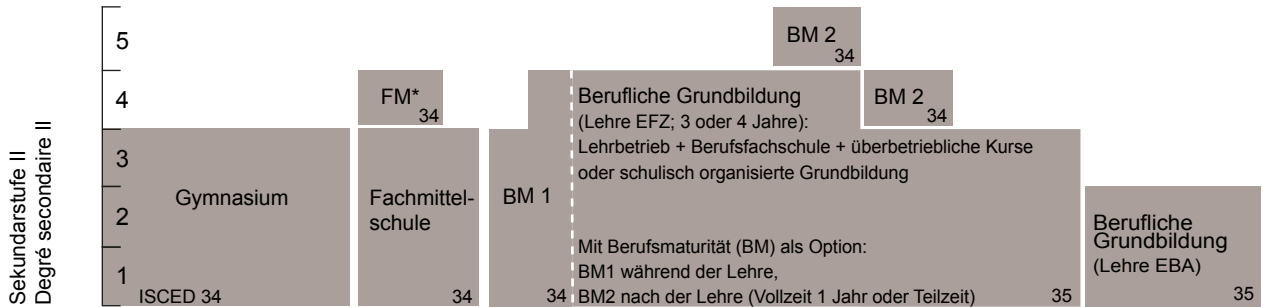 Sekundarstufe II
Degré secondaire II
5
4
3
2
1
Gymnasium
ISCED 34
FM*
34
Fachmittel-
schule
34
BM 1
34
Berufliche Grundbildung
(Lehre EFZ; 3 oder 4 Jahre):
Lehrbetrieb + Berufsfachschule + überbetriebliche Kurse
oder schulisch organisierte Grundbildung
Mit Berufsmaturität (BM) als Option:
BM1 während der Lehre,
BM2 nach der Lehre (Vollzeit 1 Jahr oder Teilzeit)
35
BM 2
34
BM 2
34
Berufliche
Grundbildung
(Lehre EBA)
35